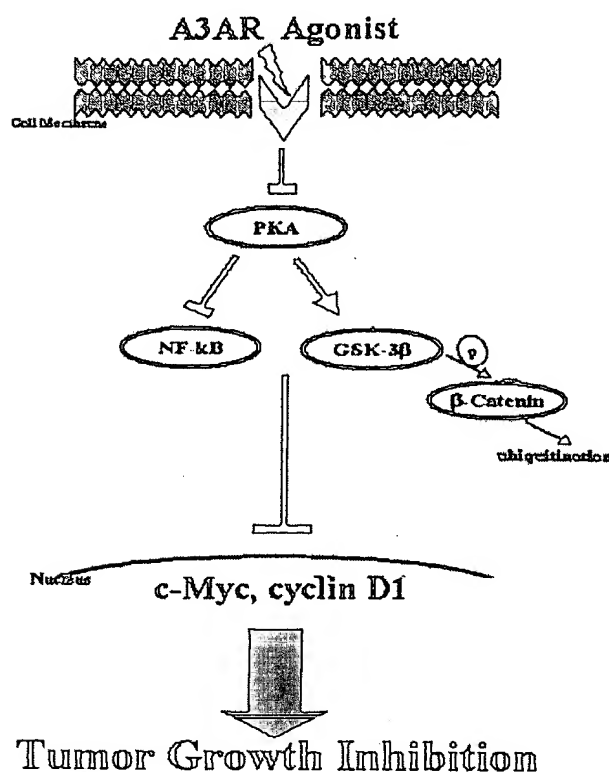 A3AR Agonist
Cell Membrane
PKA
NF-kB
GSK-3β
P
β-Catenin
ubiquitination
Nucleus
c-Myc, cyclin D1
Tumor Growth Inhibition